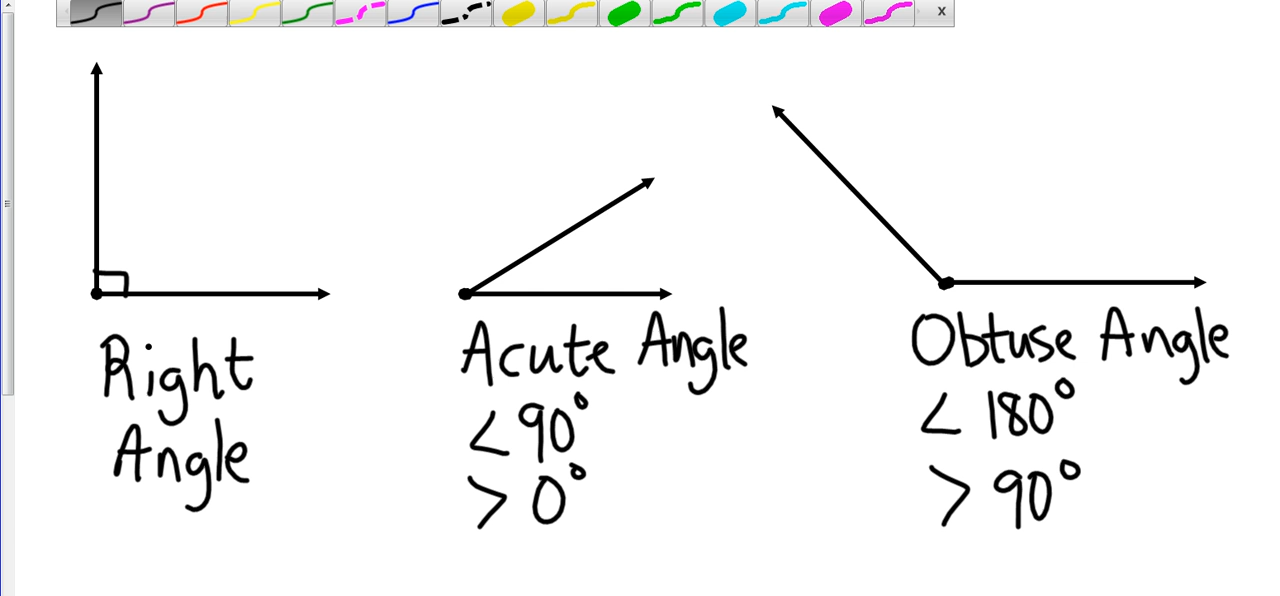 Right
Angle
Acute Angle
< 90°
> 0°
Obtuse Angle
< 180°
> 90°
x